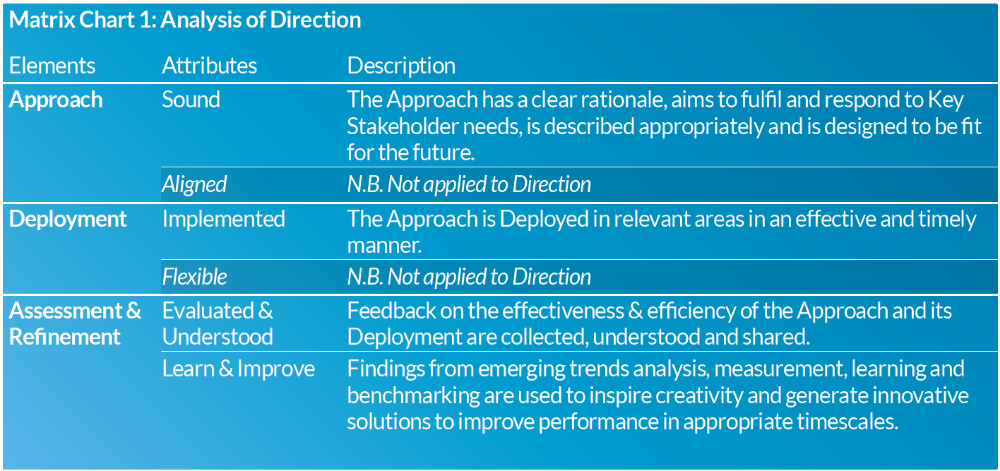 Matrix Chart 1: Analysis of Direction
Elements Attributes Description
Approach Sound The Approach has a clear rationale, aims to fulfil and respond to Key
Stakeholder needs, is described appropriately and is designed to be fit
for the future.
Aligned N.B. Not applied to Direction
Deployment Implemented The Approach is Deployed in relevant areas in an effective and timely
manner.
Flexible N.B. Not applied to Direction
Assessment & Evaluated & Feedback on the effectiveness & efficiency of the Approach and its
Refinement Understood Deployment are collected, understood and shared.
Learn & Improve Findings from emerging trends analysis, measurement, learning and
benchmarking are used to inspire creativity and generate innovative
solutions to improve performance in appropriate timescales.